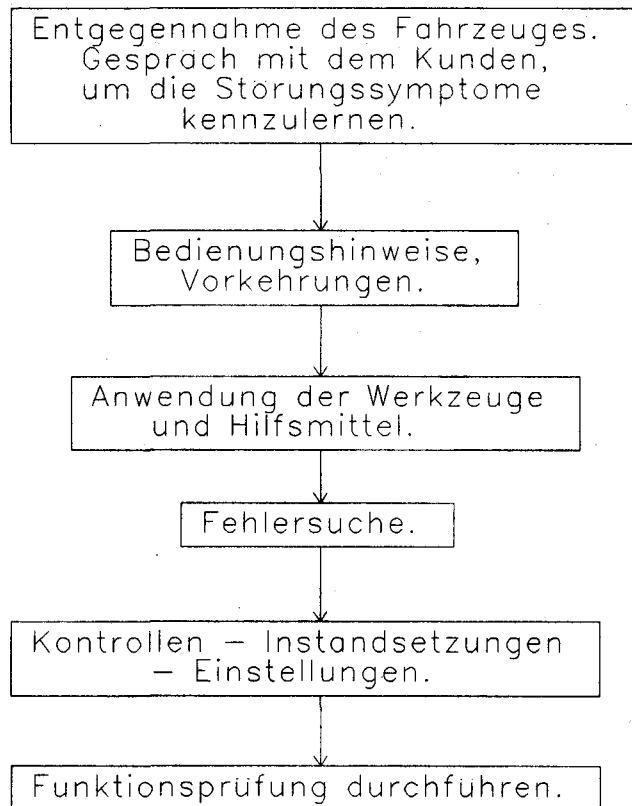 Entgegennahme des Fahrzeuges.
Gespräch mit dem Kunden,
um die Störungssymptome
kennzulernen.
Bedienungshinweise,
Vorkehrungen.
Anwendung der Werkzeuge
und Hilfsmittel.
Fehlersuche.
Kontrollen – Instandsetzungen
– Einstellungen.
Funktionsprüfung durchführen.